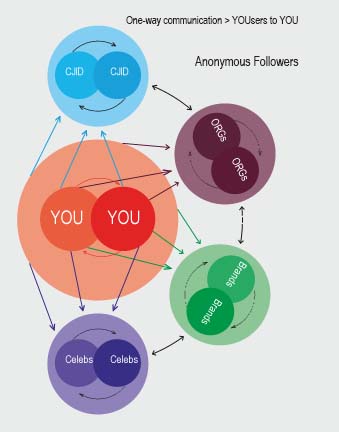 One-way communication > YOUsers to YOU
Anonymous Followers
CJID CJID
ORGs
ORGs
YOU YOU
Brands
Brands
Celebs Celebs